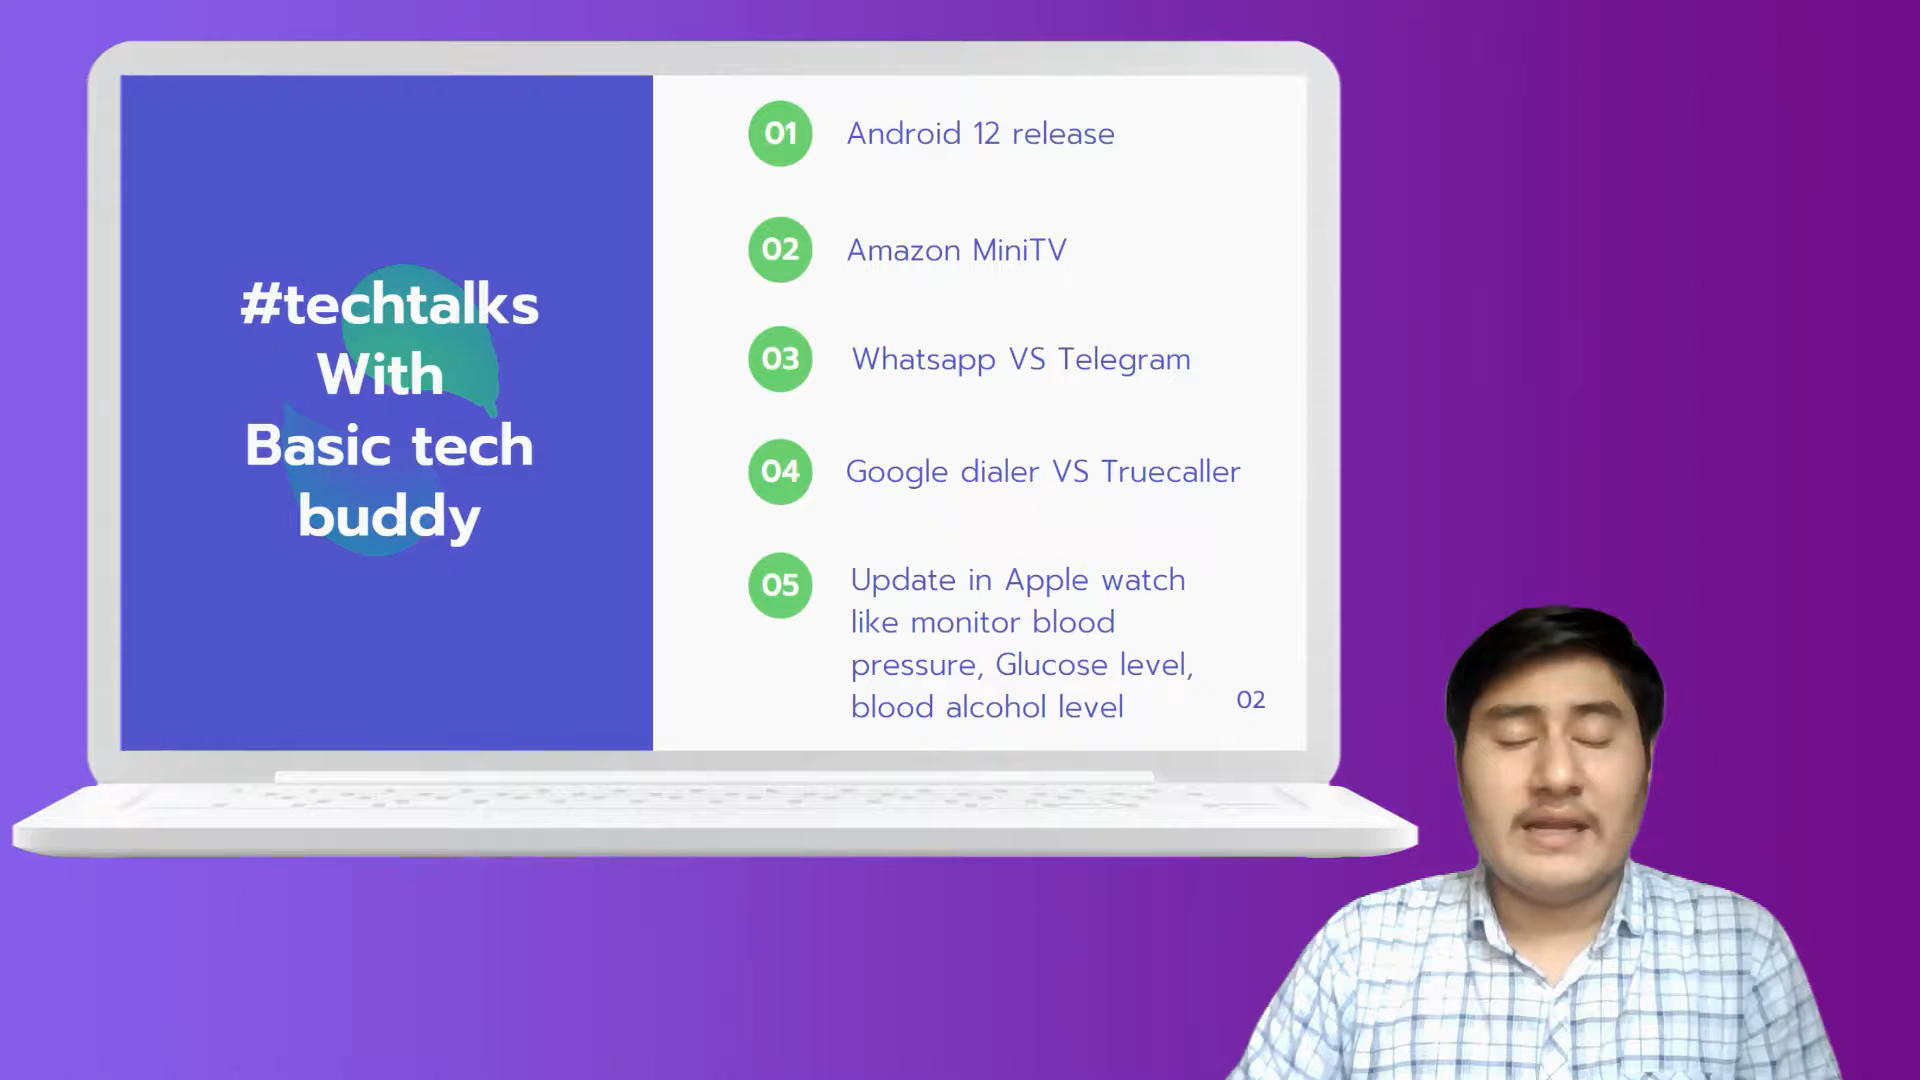 #techtalks
With
Basic tech
buddy
01 Android 12 release
02 Amazon MiniTV
03 Whatsapp VS Telegram
04 Google dialer VS Truecaller
05 Update in Apple watch
like monitor blood
pressure, Glucose level,
blood alcohol level
02